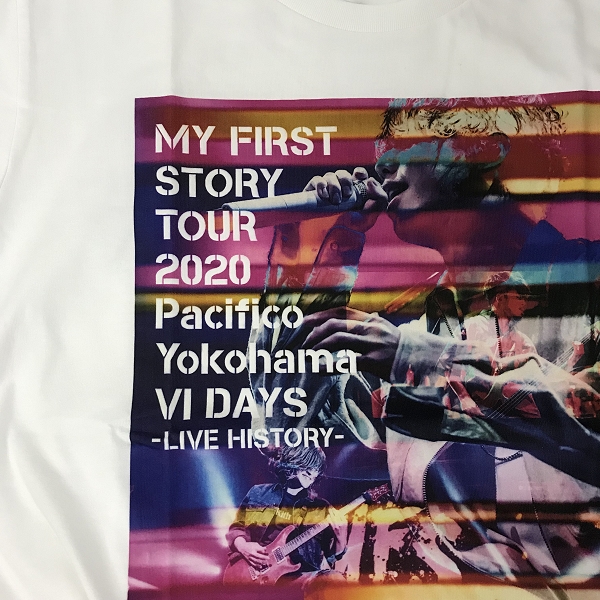 MY FIRST
STORY
TOUR
2020
Pacifico
Yokohama
VI DAYS
-LIVE HISTORY-